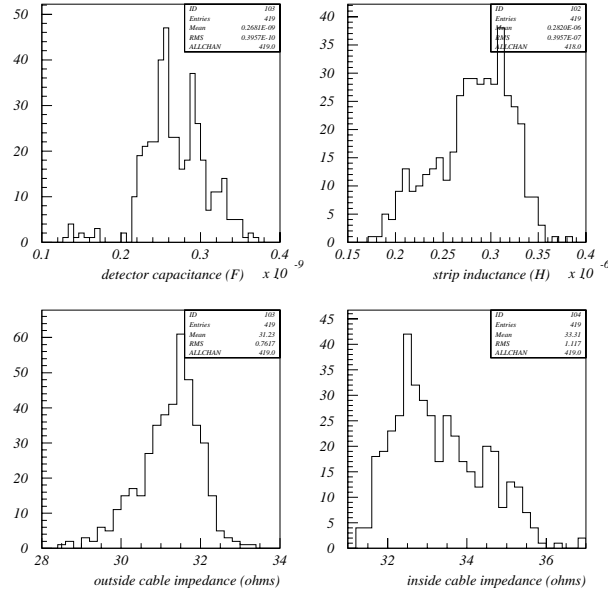 ID 103
Entries 419
Mean 0.2681E-09
RMS 0.3957E-10
ALLCHAN 419.0
50
40
30
20
10
0
0.1 0.2 0.3 0.4
x 10 -9
detector capacitance (F)
ID 102
Entries 419
Mean 0.2820E-06
RMS 0.3957E-07
ALLCHAN 418.0
40
35
30
25
20
15
10
5
0
0.15 0.2 0.25 0.3 0.35 0.4
x 10 -6
strip inductance (H)
ID 103
Entries 419
Mean 31.23
RMS 0.7617
ALLCHAN 419.0
60
50
40
30
20
10
0
28 30 32 34
outside cable impedance (ohms)
ID 104
Entries 419
Mean 33.31
RMS 1.117
ALLCHAN 419.0
45
40
35
30
25
20
15
10
5
0
32 34 36
inside cable impedance (ohms)